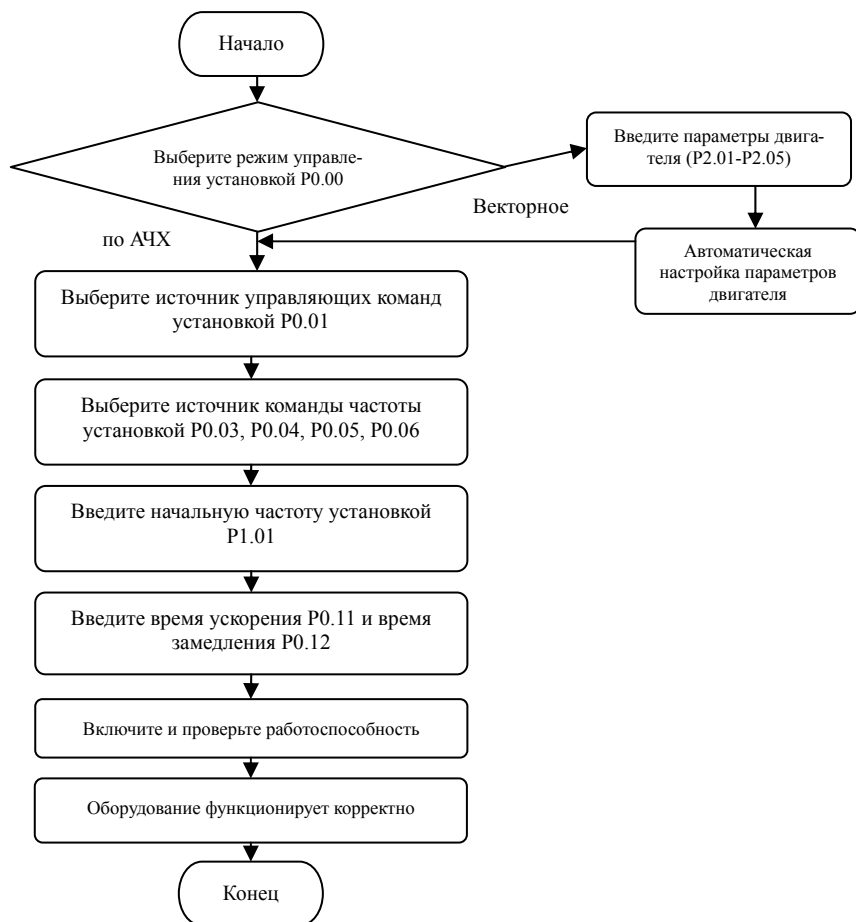 Начало
Выберите режим управле-
ния установкой P0.00
Введите параметры двига-
теля (P2.01-P2.05)
Векторное
по АЧХ
Автоматическая
настройка параметров
двигателя
Выберите источник управляющих команд
установкой P0.01
Выберите источник команды частоты
установкой P0.03, P0.04, P0.05, P0.06
Введите начальную частоту установкой
P1.01
Введите время ускорения P0.11 и время
замедления P0.12
Включите и проверьте работоспособность
Оборудование функционирует корректно
Конец